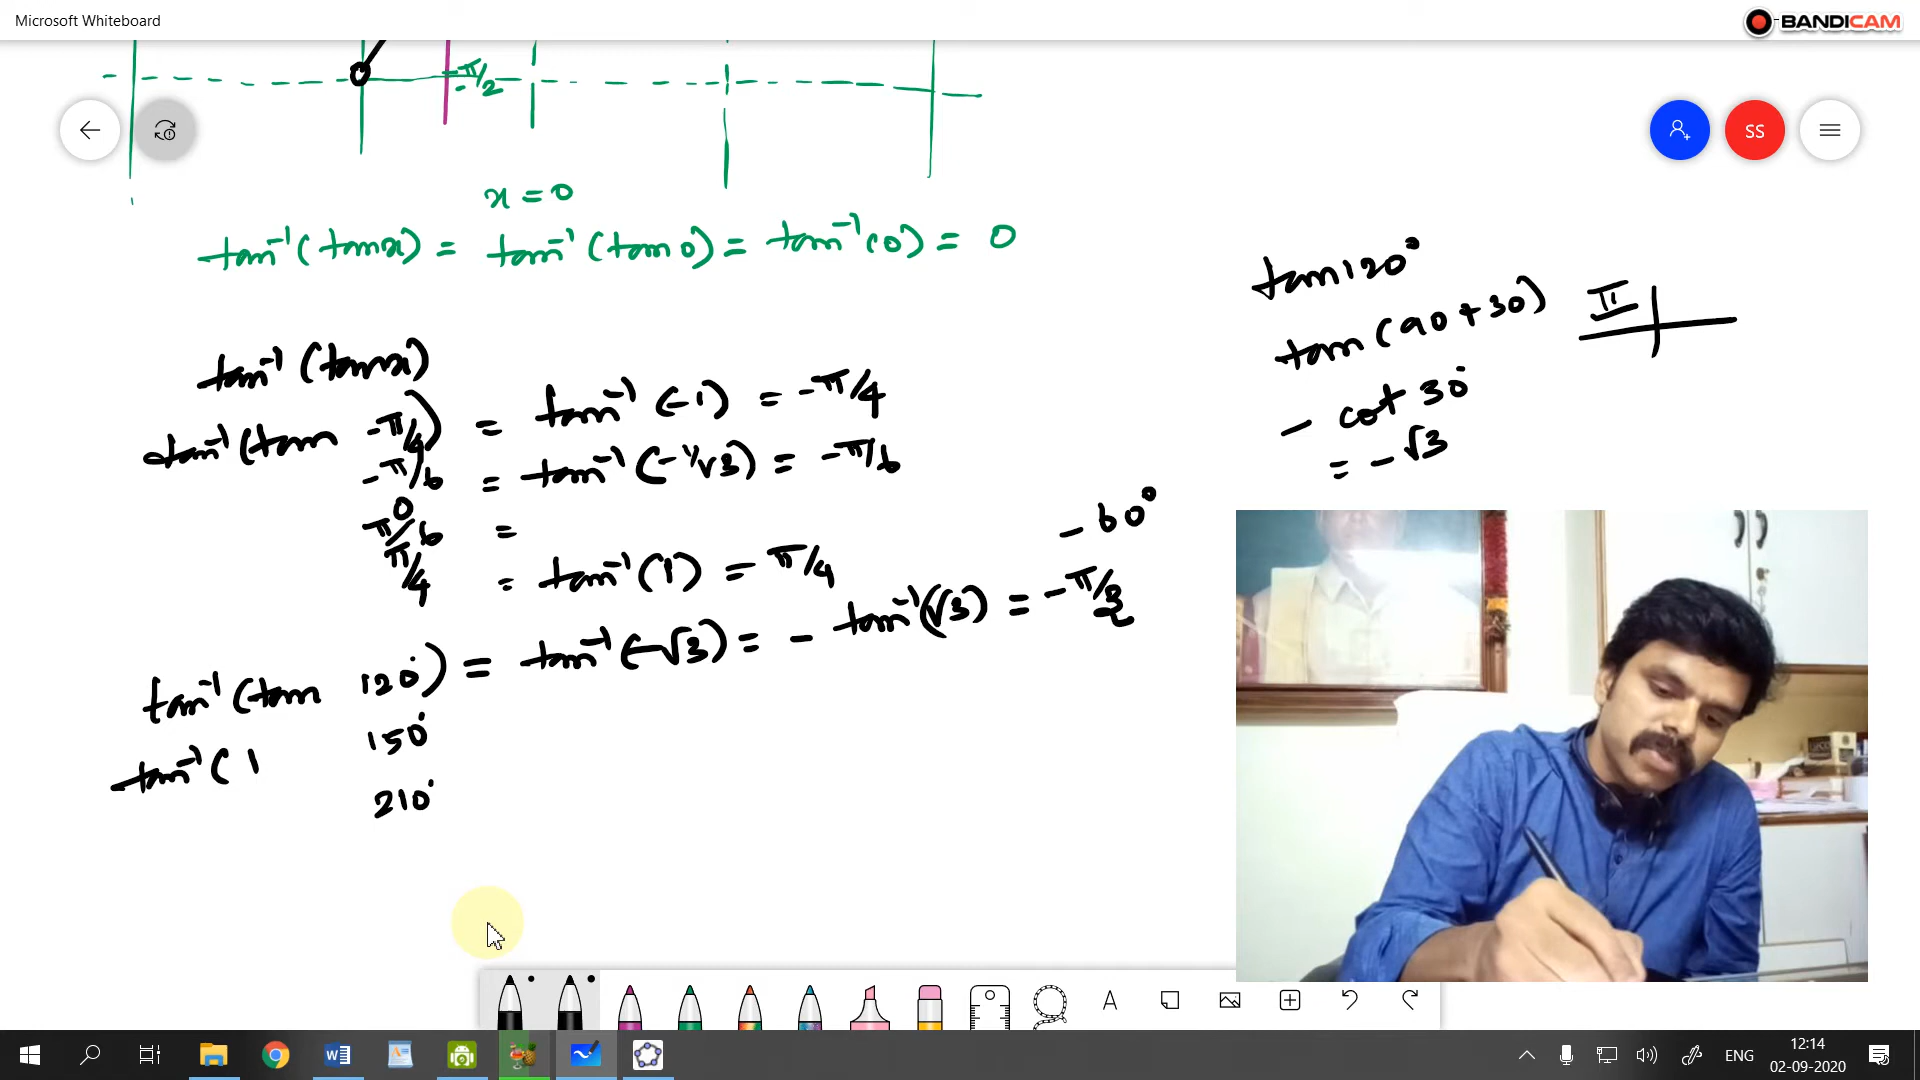 Microsoft Whiteboard
BANDICAM
-π/2
SS
x = 0
tan⁻¹(tanx) = tan⁻¹(tan 0) = tan⁻¹(0) = 0
tan⁻¹(tanx)
tan⁻¹(tan -π/4) = tan⁻¹(-1) = -π/4
-π/6 = tan⁻¹(-1/√3) = -π/6
0
π/6 =
π/4 = tan⁻¹(1) = π/4
tan⁻¹(tan 120°) = tan⁻¹(-√3) = - tan⁻¹(√3) = -π/3
- 60°
150°
tan⁻¹(1
210°
tan 120°
tan(90+30) II
- cot 30°
= -√3
A
W
ENG
12:14
02-09-2020